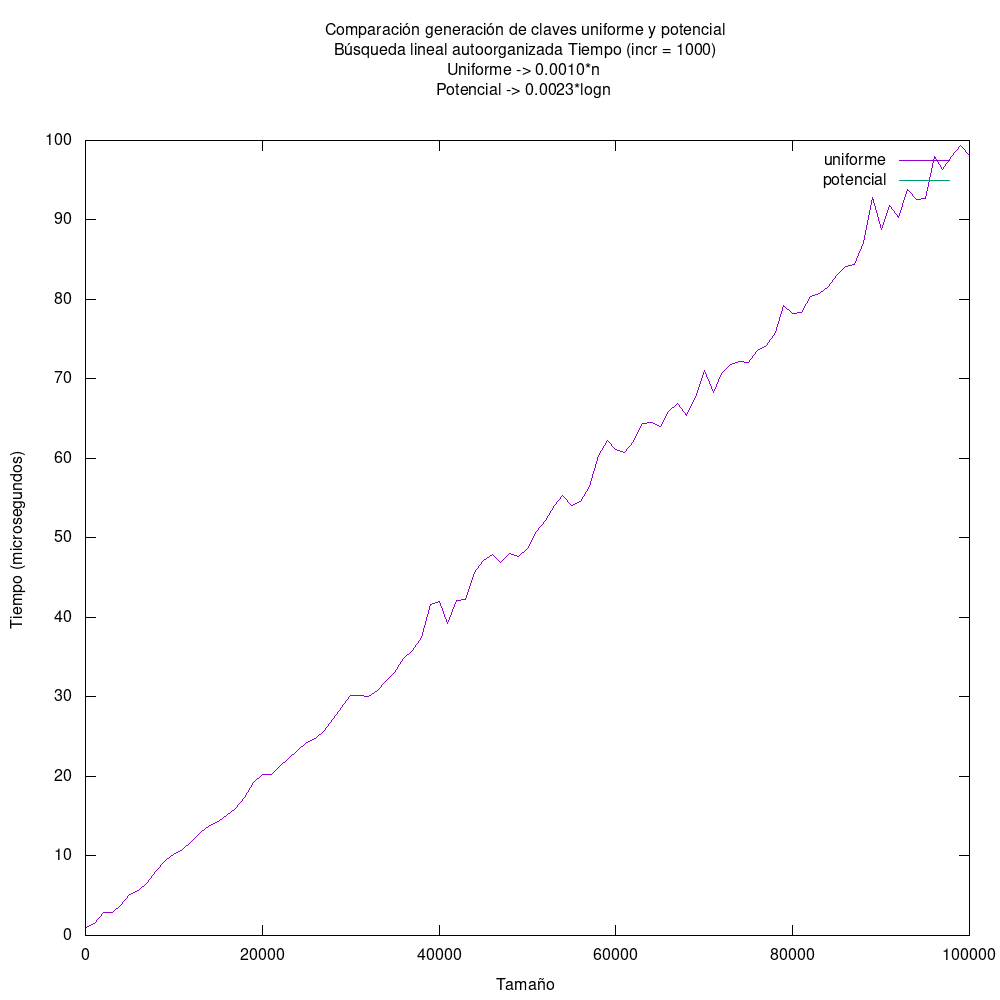 Comparación generación de claves uniforme y potencial
Búsqueda lineal autoorganizada Tiempo (incr = 1000)
Uniforme -> 0.0010*n
Potencial -> 0.0023*logn
uniforme
potencial
100
90
80
70
60
50
40
30
20
10
0
Tiempo (microsegundos)
0 20000 40000 60000 80000 100000
Tamaño